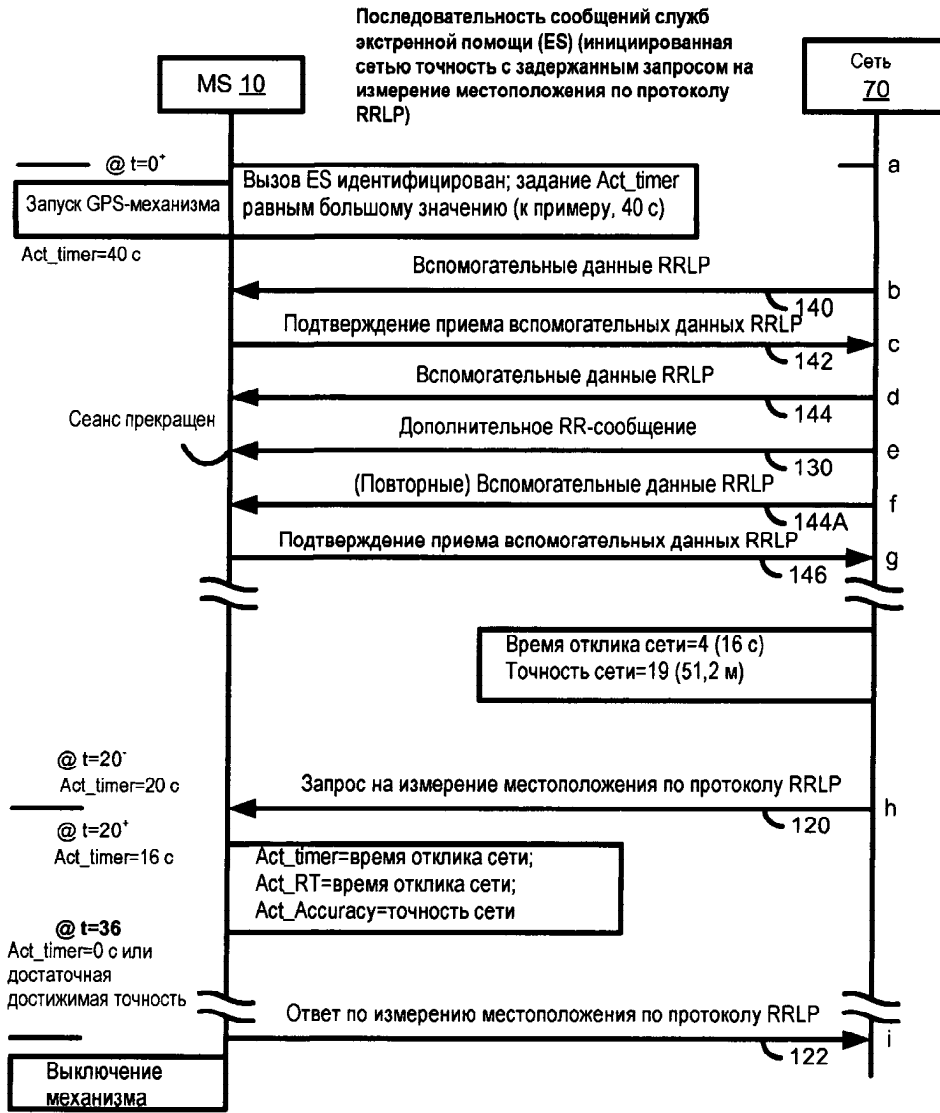 Последовательность сообщений служб
экстренной помощи (ES) (инициированная
сетью точность с задержанным запросом на
измерение местоположения по протоколу
RRLP)
MS 10
Сеть
70
@ t=0⁺
a
Запуск GPS-механизма
Вызов ES идентифицирован; задание Act_timer
равным большому значению (к примеру, 40 с)
Act_timer=40 с
Вспомогательные данные RRLP
b
140
Подтверждение приема вспомогательных данных RRLP
c
142
Вспомогательные данные RRLP
d
144
Сеанс прекращен
Дополнительное RR-сообщение
e
130
(Повторные) Вспомогательные данные RRLP
f
144A
Подтверждение приема вспомогательных данных RRLP
g
146
Время отклика сети=4 (16 с)
Точность сети=19 (51,2 м)
@ t=20⁻
Act_timer=20 с
Запрос на измерение местоположения по протоколу RRLP
h
120
@ t=20⁺
Act_timer=16 с
Act_timer=время отклика сети;
Act_RT=время отклика сети;
Act_Accuracy=точность сети
@ t=36
Act_timer=0 с или
достаточная
достижимая точность
Ответ по измерению местоположения по протоколу RRLP
i
122
Выключение
механизма